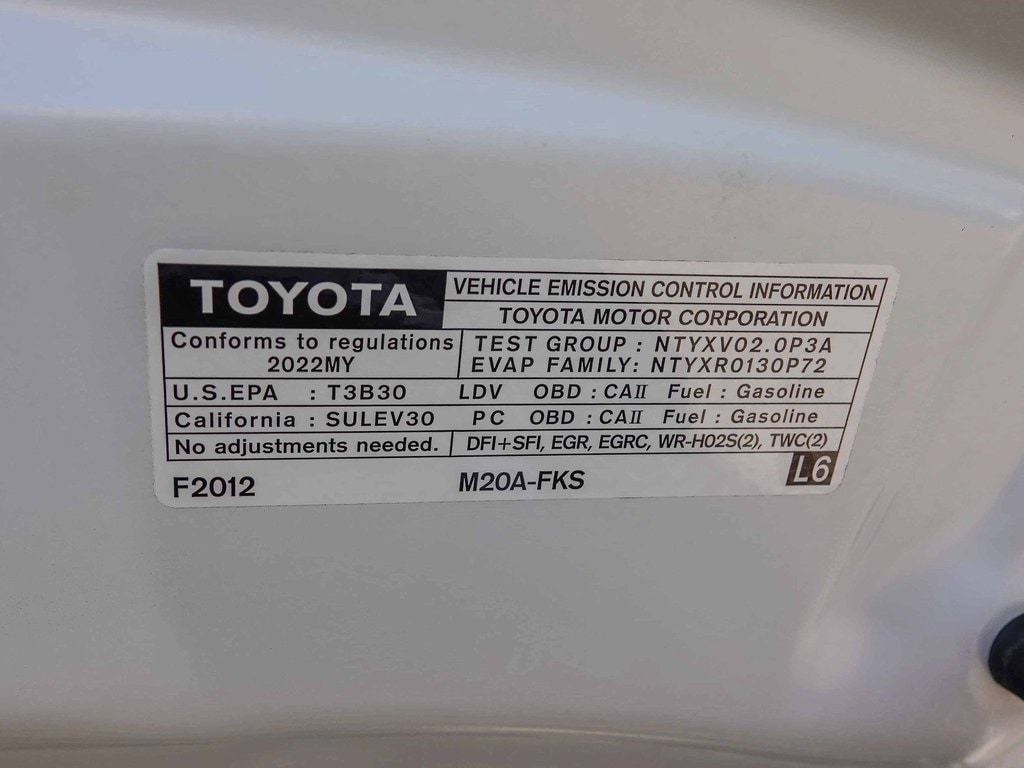 TOYOTA
VEHICLE EMISSION CONTROL INFORMATION
TOYOTA MOTOR CORPORATION
Conforms to regulations
2022MY
TEST GROUP : NTYXV02.0P3A
EVAP FAMILY: NTYXR0130P72
U.S.EPA : T3B30 LDV OBD : CAII Fuel : Gasoline
California : SULEV30 PC OBD : CAII Fuel : Gasoline
No adjustments needed. DFI+SFI, EGR, EGRC, WR-HO2S(2), TWC(2)
F2012 M20A-FKS L6